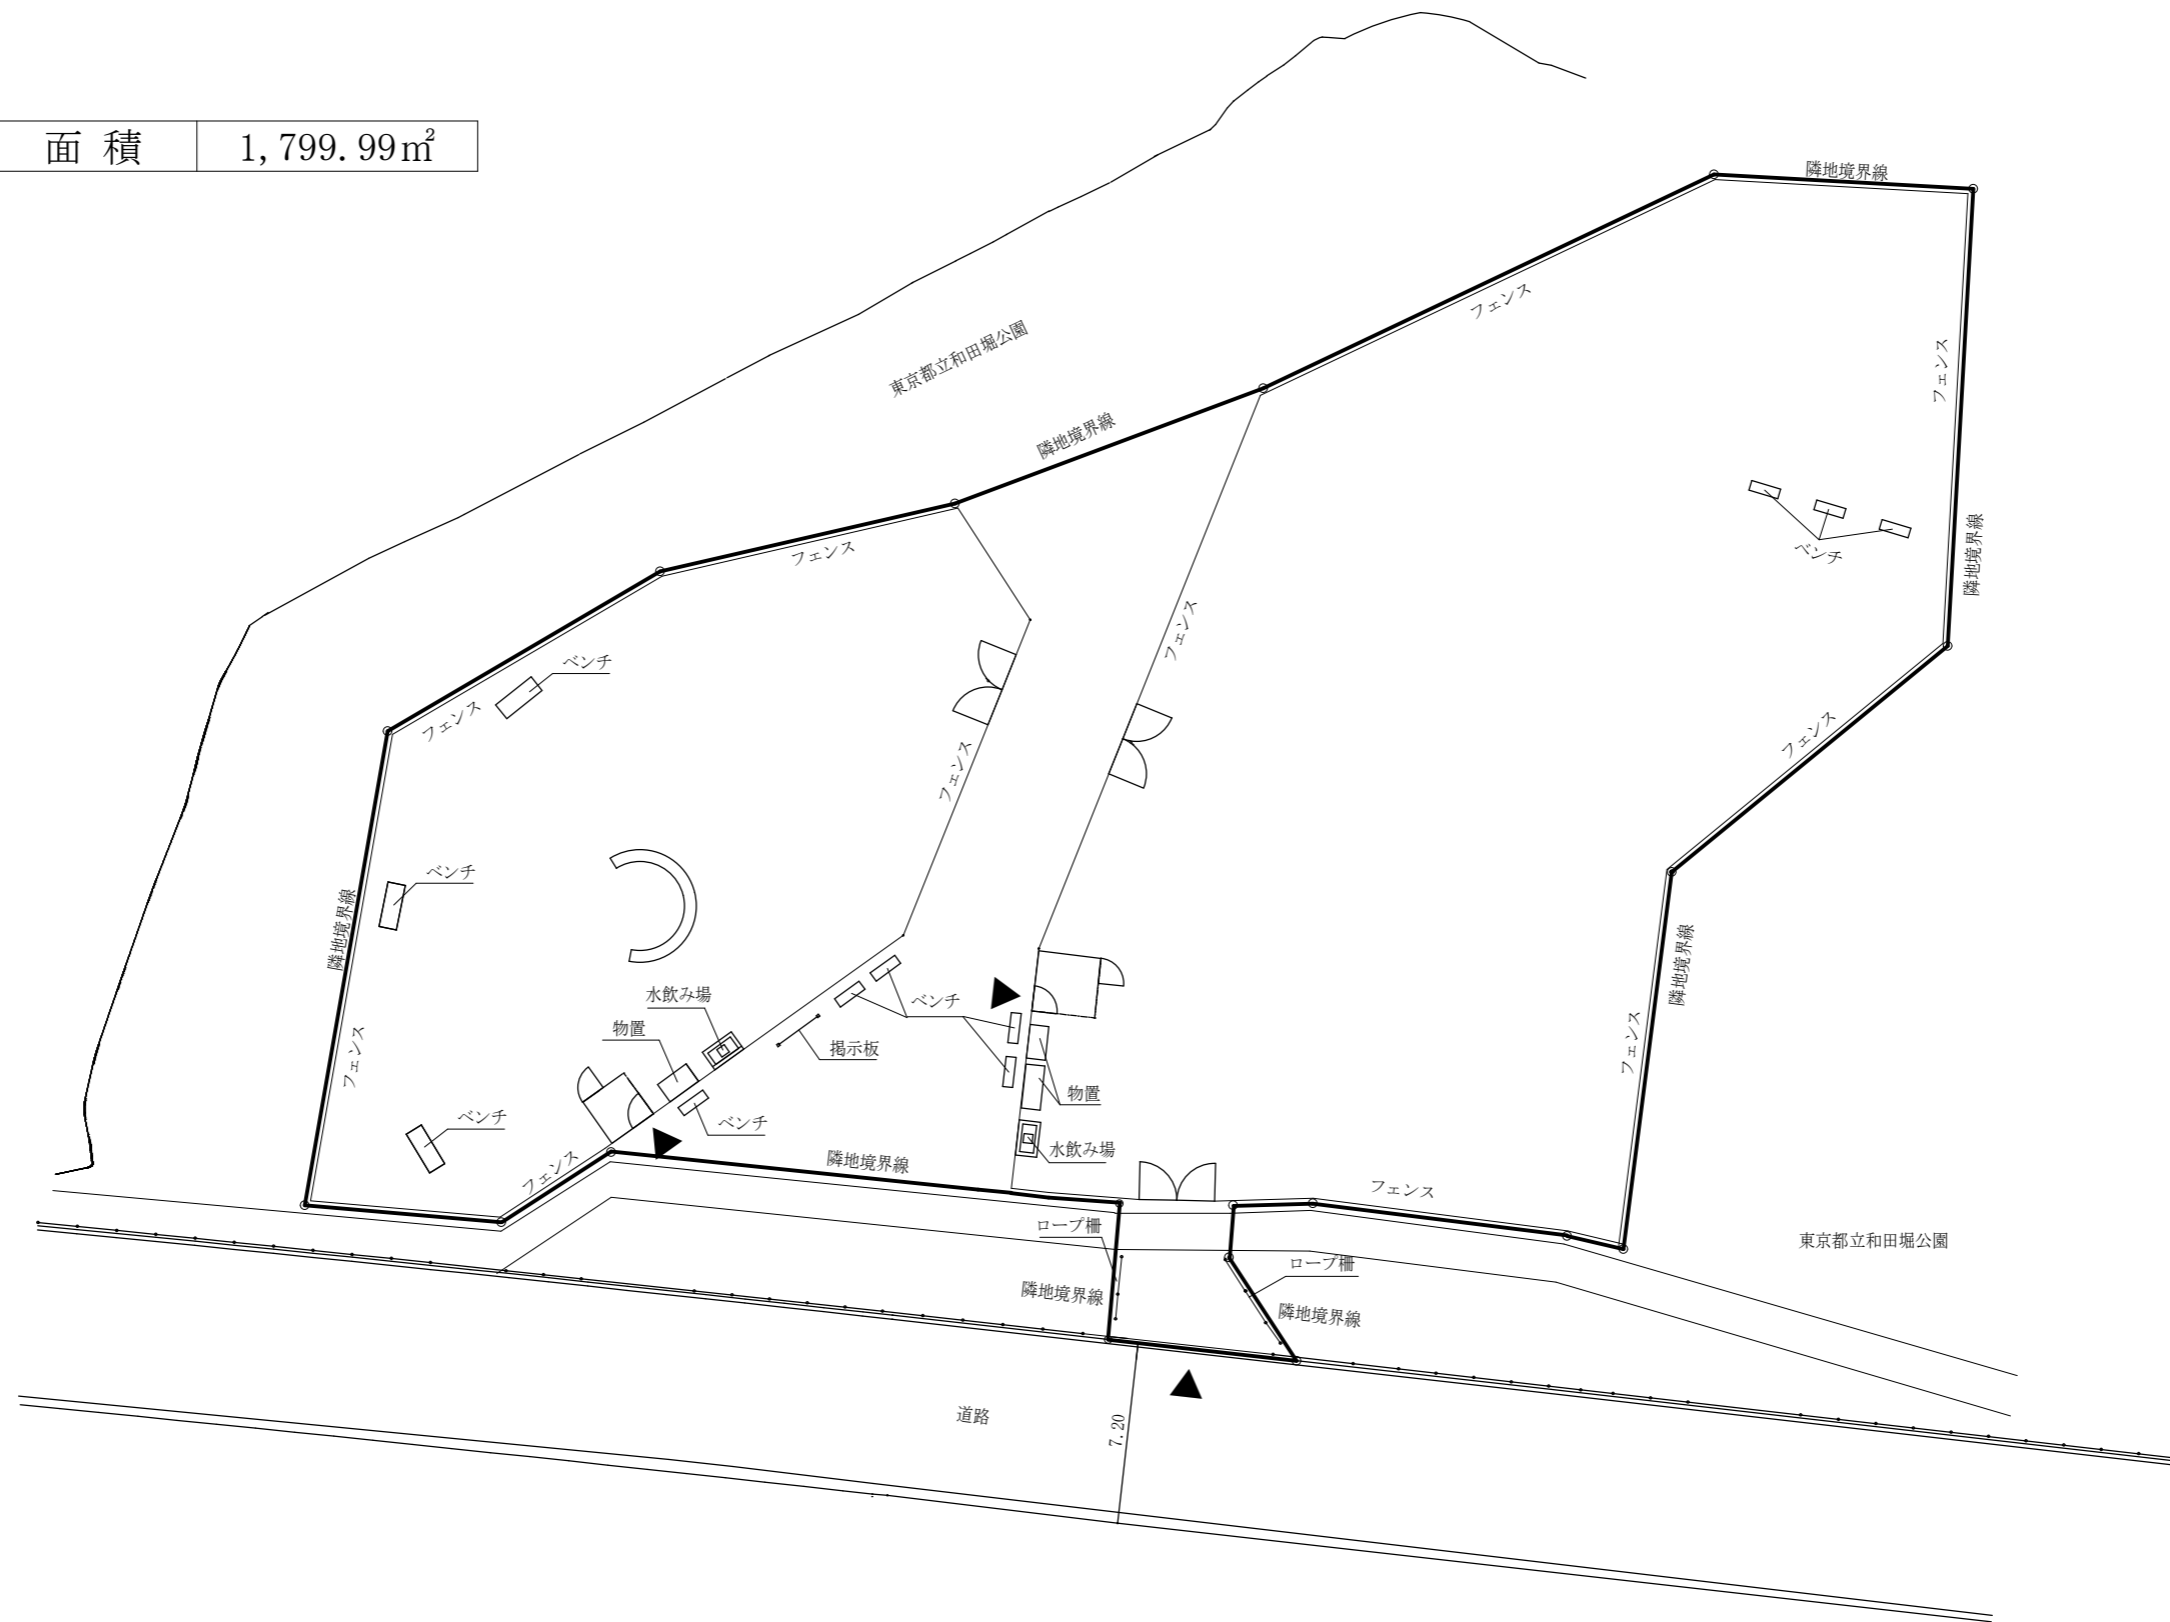 面積 1,799.99㎡
隣地境界線
東京都立和田堀公園
フェンス
フェンス
隣地境界線
隣地境界線
ベンチ
フェンス
フェンス
ベンチ
フェンス
フェンス
フェンス
ベンチ
隣地境界線
隣地境界線
水飲み場
ベンチ
物置
掲示板
フェンス
フェンス
物置
ベンチ
ベンチ
水飲み場
隣地境界線
フェンス
フェンス
ロープ柵
東京都立和田堀公園
ロープ柵
隣地境界線
隣地境界線
道路
7.20